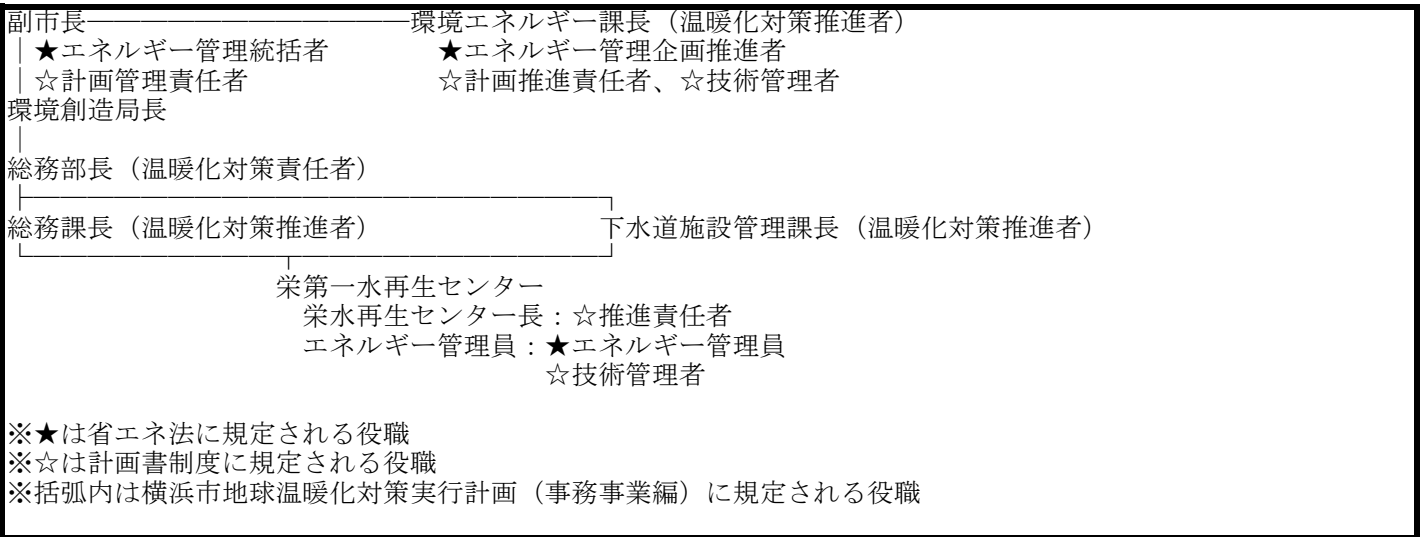 副市長────────────環境エネルギー課長（温暖化対策推進者）
│★エネルギー管理統括者　　　　★エネルギー管理企画推進者
│☆計画管理責任者　　　　　　　☆計画推進責任者、☆技術管理者
環境創造局長
│
総務部長（温暖化対策責任者）
├─────────────────────┐
総務課長（温暖化対策推進者）　　　　　　　　下水道施設管理課長（温暖化対策推進者）
└─────────┬───────────┘
栄第一水再生センター
栄水再生センター長：☆推進責任者
エネルギー管理員：★エネルギー管理員
☆技術管理者
※★は省エネ法に規定される役職
※☆は計画書制度に規定される役職
※括弧内は横浜市地球温暖化対策実行計画（事務事業編）に規定される役職